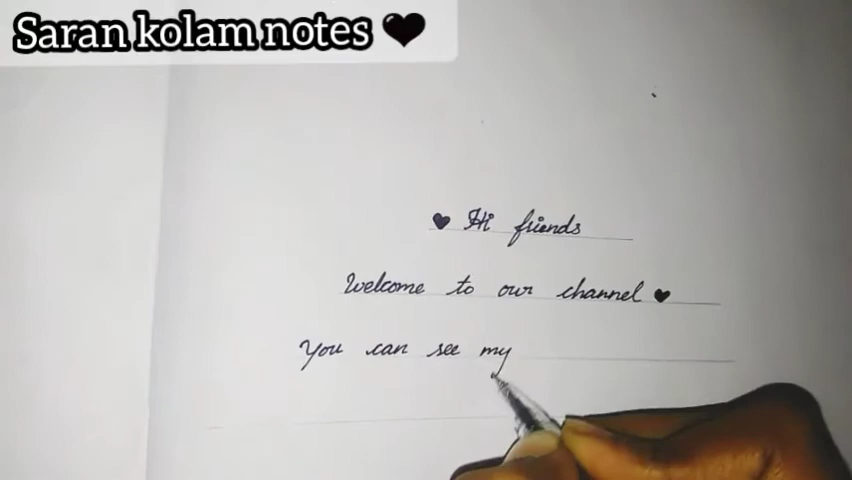 Saran kolam notes 🖤
♥ Hi friends
Welcome to our channel ♥
You can see my